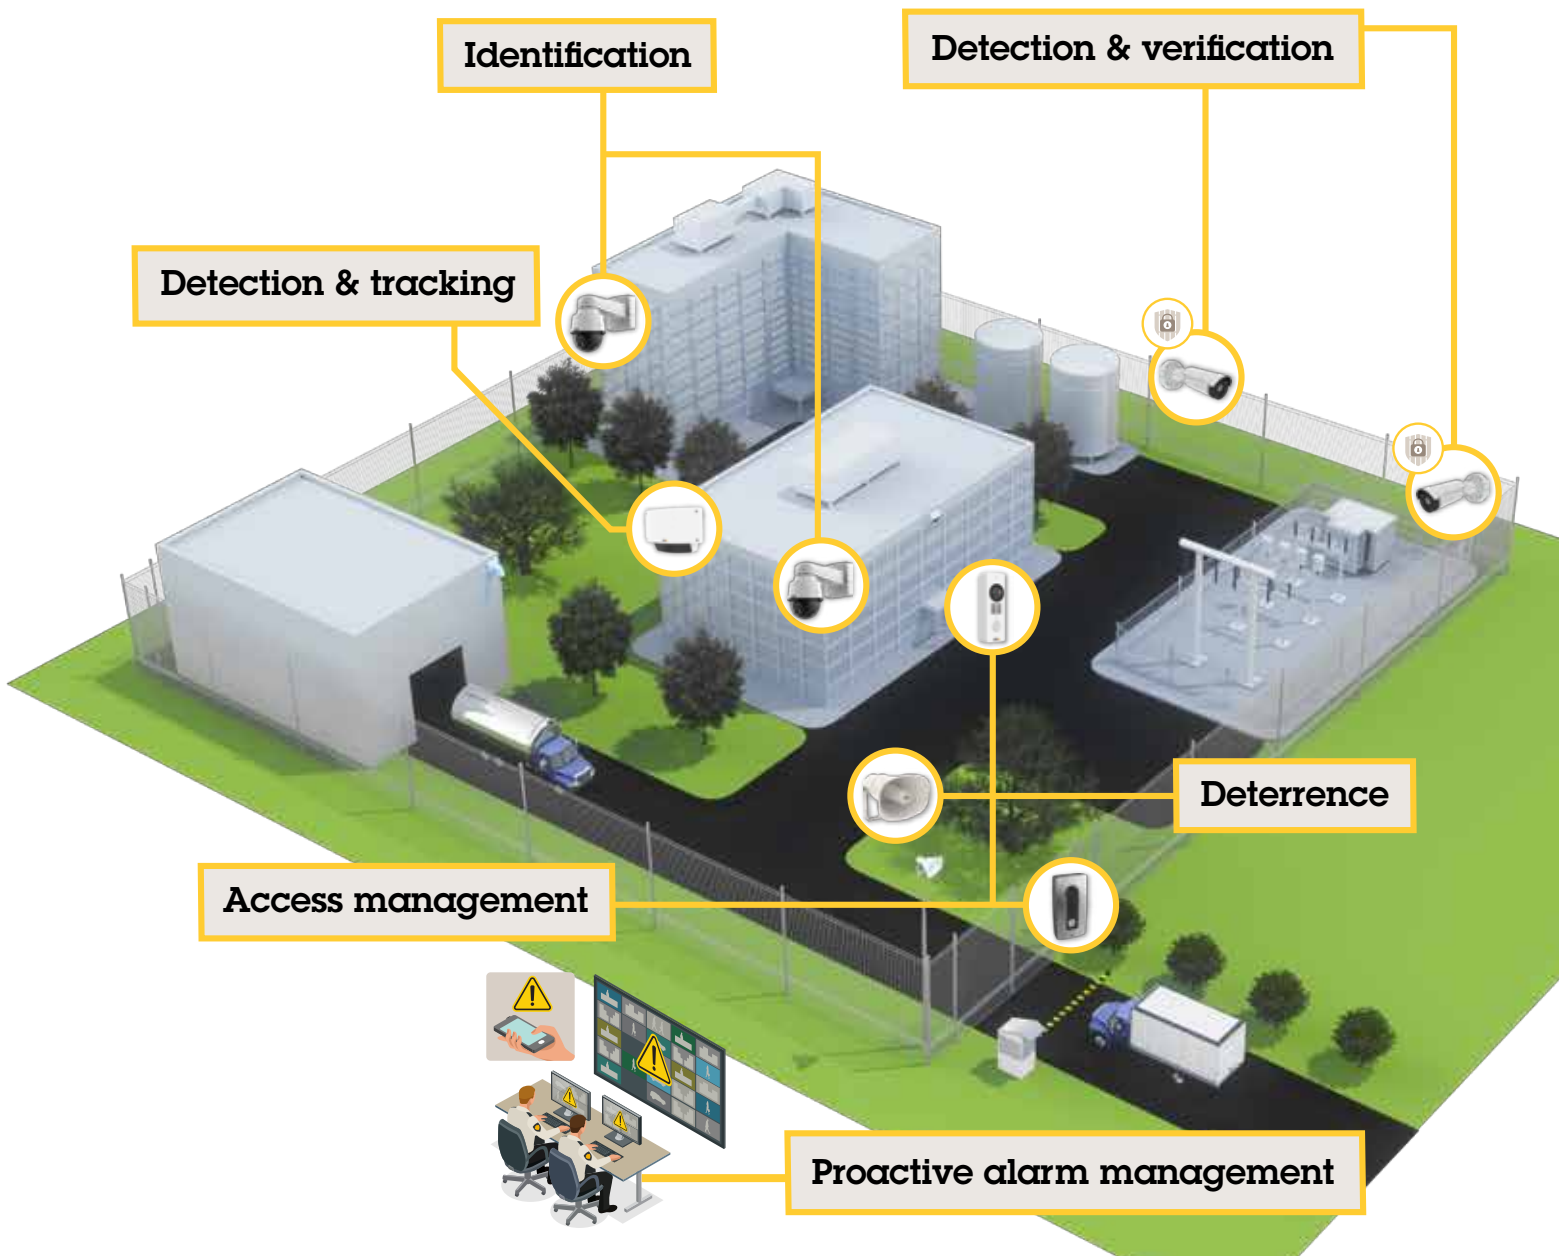 Identification
Detection & verification
Detection & tracking
Deterrence
Access management
Proactive alarm management